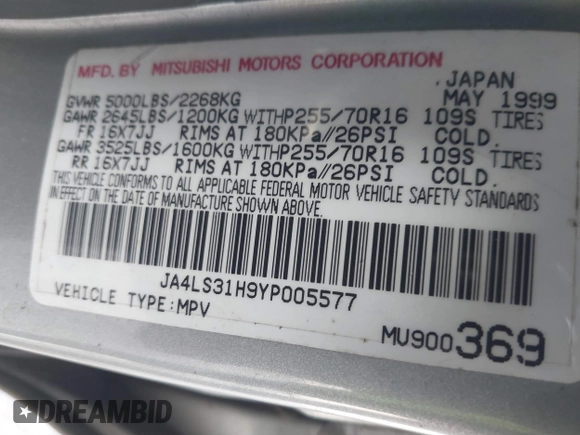 MFD. BY MITSUBISHI MOTORS CORPORATION
. JAPAN
GVWR 5000LBS/2268KG MAY 1999
GAWR 2645LBS/1200KG WITHP255/70R16 109S TIRES
FR 16X7JJ RIMS AT 180KPa//26PSI COLD.
GAWR 3525LBS/1600KG WITHP255/70R16 109S TIRES
RR 16X7JJ RIMS AT 180KPa//26PSI COLD.
THIS VEHICLE CONFORMS TO ALL APPLICABLE FEDERAL MOTOR VEHICLE SAFETY STANDARDS
IN EFFECT ON THE DATE OF MANUFACTURE SHOWN ABOVE.
JA4LS31H9YP005577
VEHICLE TYPE:MPV
MU900369
DREAMBID